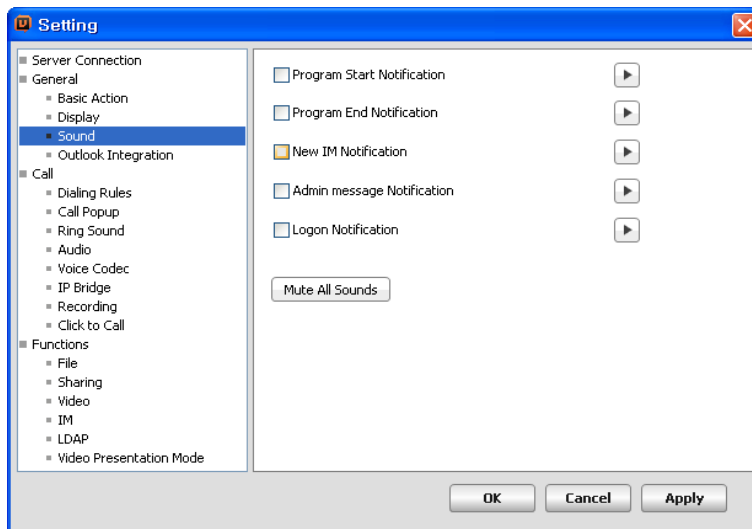 Setting
Server Connection
General
Basic Action
Display
Sound
Outlook Integration
Call
Dialing Rules
Call Popup
Ring Sound
Audio
Voice Codec
IP Bridge
Recording
Click to Call
Functions
File
Sharing
Video
IM
LDAP
Video Presentation Mode
Program Start Notification
Program End Notification
New IM Notification
Admin message Notification
Logon Notification
Mute All Sounds
OK Cancel Apply